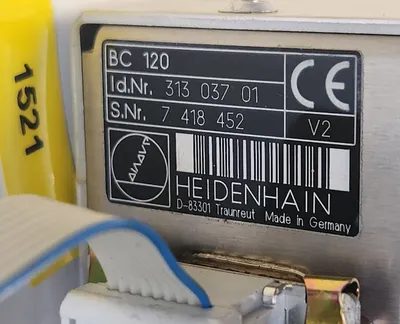 1521
BC 120
Id.Nr. 313 037 01
S.Nr. 7 418 452
CE
V2
HEIDENHAIN
D-83301 Traunreut Made in Germany